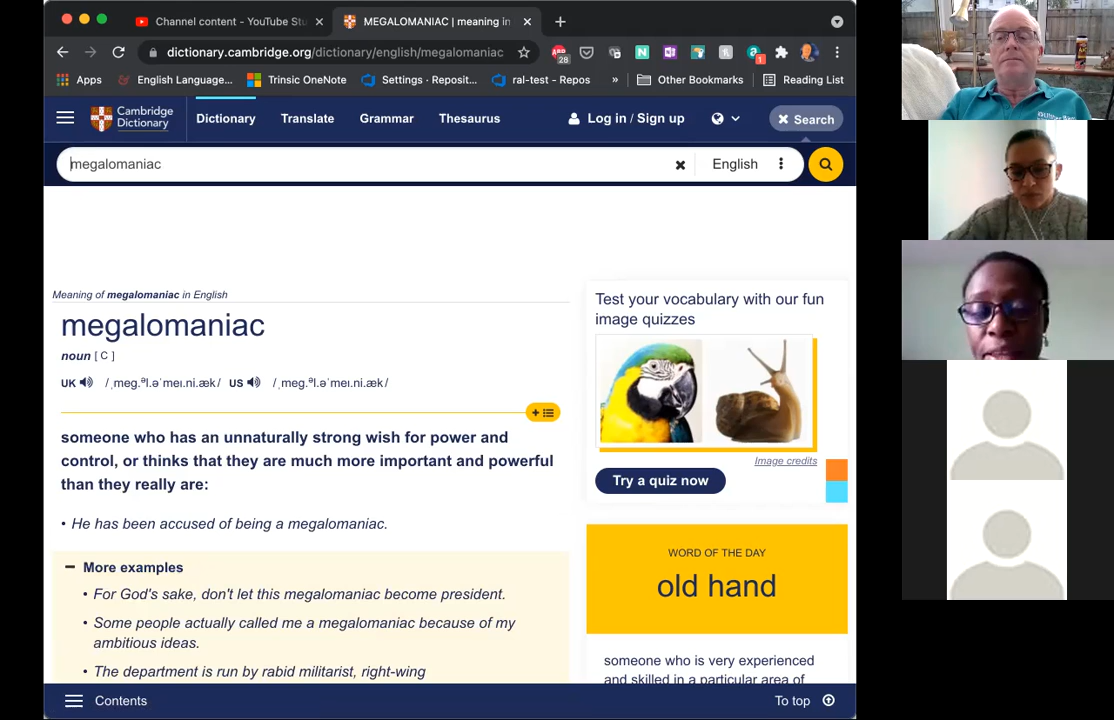 Channel content - YouTube Stu
MEGALOMANIAC | meaning in
dictionary.cambridge.org/dictionary/english/megalomaniac
28
N
1
Apps
English Language...
Trinsic OneNote
Settings · Reposit...
ral-test - Repos
»
Other Bookmarks
Reading List
Cambridge
Dictionary
Dictionary
Translate
Grammar
Thesaurus
Log in / Sign up
Search
megalomaniac
English
Meaning of megalomaniac in English
megalomaniac
noun [ C ]
UK /ˌmeɡ.əl.əˈmeɪ.ni.æk/ US /ˌmeɡ.əl.əˈmeɪ.ni.æk/
someone who has an unnaturally strong wish for power and
control, or thinks that they are much more important and powerful
than they really are:
• He has been accused of being a megalomaniac.
More examples
• For God's sake, don't let this megalomaniac become president.
• Some people actually called me a megalomaniac because of my
ambitious ideas.
• The department is run by rabid militarist, right-wing
Test your vocabulary with our fun
image quizzes
Image credits
Try a quiz now
WORD OF THE DAY
old hand
someone who is very experienced
and skilled in a particular area of
Contents
To top